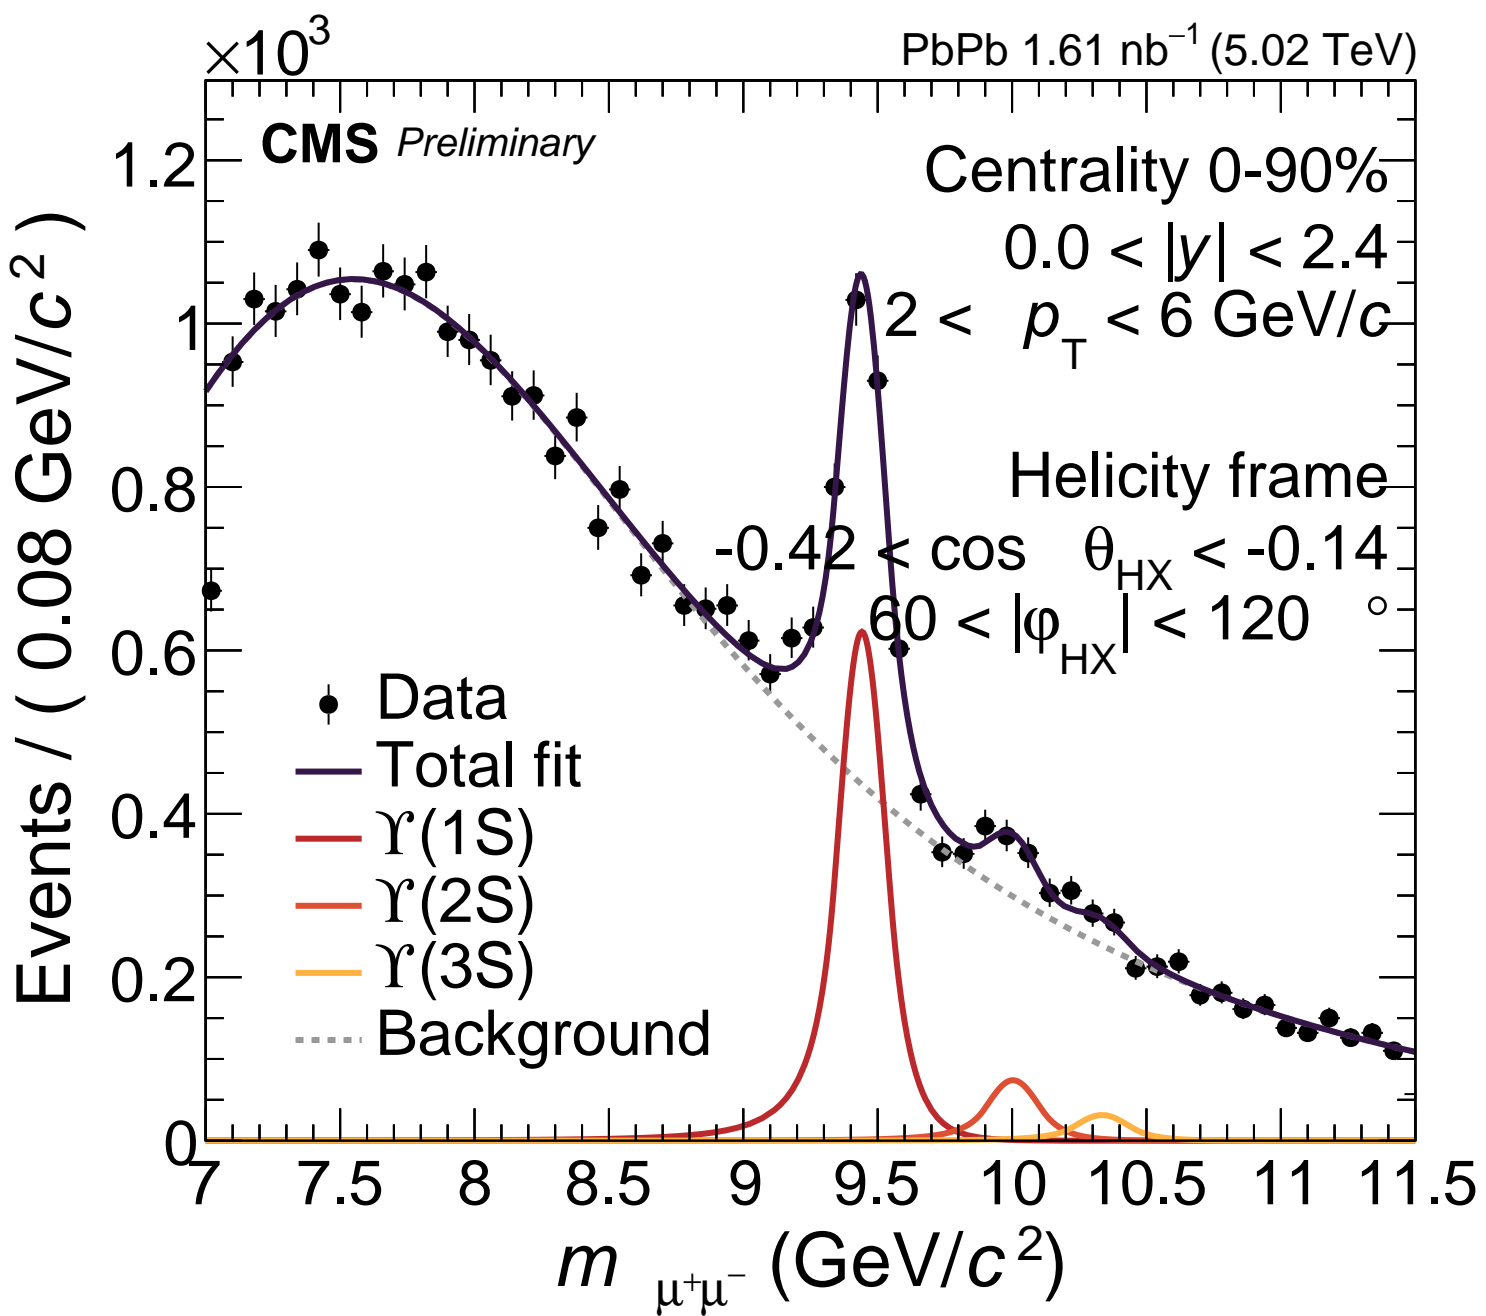 ×10³
PbPb 1.61 nb⁻¹ (5.02 TeV)
CMS Preliminary
Centrality 0-90%
0.0 < |y| < 2.4
2 < p_T < 6 GeV/c
Helicity frame
-0.42 < cos θ_HX < -0.14
60 < |φ_HX| < 120 °
Data
Total fit
ϒ(1S)
ϒ(2S)
ϒ(3S)
Background
Events / ( 0.08 GeV/c² )
1.2
1
0.8
0.6
0.4
0.2
0
7 7.5 8 8.5 9 9.5 10 10.5 11 11.5
m μ⁺μ⁻ (GeV/c²)